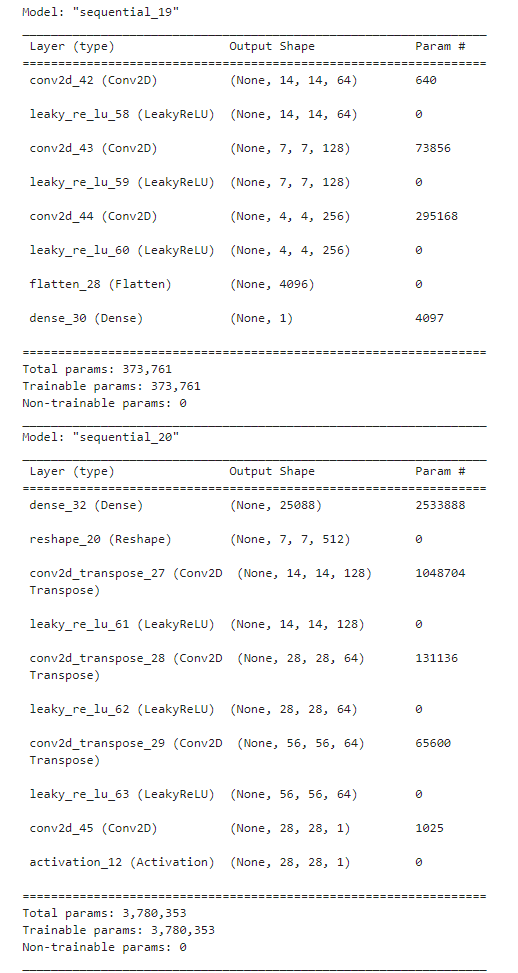 Model: "sequential_19"
Layer (type) Output Shape Param #
conv2d_42 (Conv2D) (None, 14, 14, 64) 640
leaky_re_lu_58 (LeakyReLU) (None, 14, 14, 64) 0
conv2d_43 (Conv2D) (None, 7, 7, 128) 73856
leaky_re_lu_59 (LeakyReLU) (None, 7, 7, 128) 0
conv2d_44 (Conv2D) (None, 4, 4, 256) 295168
leaky_re_lu_60 (LeakyReLU) (None, 4, 4, 256) 0
flatten_28 (Flatten) (None, 4096) 0
dense_30 (Dense) (None, 1) 4097
Total params: 373,761
Trainable params: 373,761
Non-trainable params: 0
Model: "sequential_20"
Layer (type) Output Shape Param #
dense_32 (Dense) (None, 25088) 2533888
reshape_20 (Reshape) (None, 7, 7, 512) 0
conv2d_transpose_27 (Conv2D (None, 14, 14, 128) 1048704
Transpose)
leaky_re_lu_61 (LeakyReLU) (None, 14, 14, 128) 0
conv2d_transpose_28 (Conv2D (None, 28, 28, 64) 131136
Transpose)
leaky_re_lu_62 (LeakyReLU) (None, 28, 28, 64) 0
conv2d_transpose_29 (Conv2D (None, 56, 56, 64) 65600
Transpose)
leaky_re_lu_63 (LeakyReLU) (None, 56, 56, 64) 0
conv2d_45 (Conv2D) (None, 28, 28, 1) 1025
activation_12 (Activation) (None, 28, 28, 1) 0
Total params: 3,780,353
Trainable params: 3,780,353
Non-trainable params: 0